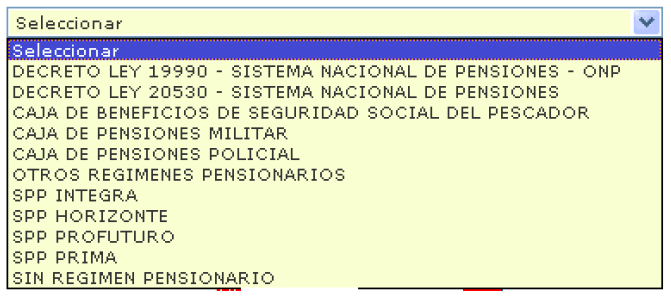 Seleccionar
Seleccionar
DECRETO LEY 19990 - SISTEMA NACIONAL DE PENSIONES - ONP
DECRETO LEY 20530 - SISTEMA NACIONAL DE PENSIONES
CAJA DE BENEFICIOS DE SEGURIDAD SOCIAL DEL PESCADOR
CAJA DE PENSIONES MILITAR
CAJA DE PENSIONES POLICIAL
OTROS REGIMENES PENSIONARIOS
SPP INTEGRA
SPP HORIZONTE
SPP PROFUTURO
SPP PRIMA
SIN REGIMEN PENSIONARIO